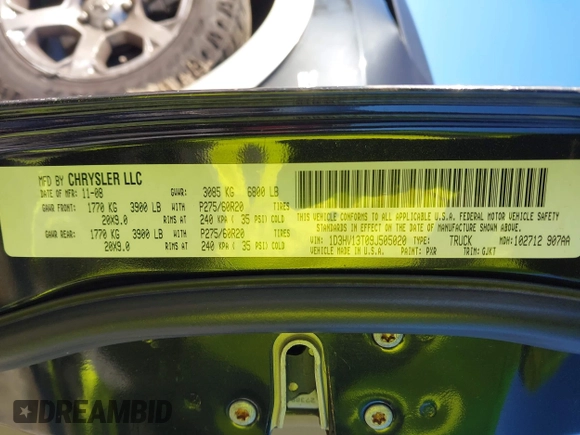 MFD BY CHRYSLER LLC
DATE OF MFR: 11-08 GVWR: 3085 KG 6800 LB
GAWR FRONT: 1770 KG 3900 LB P275/60R20 TIRES
20X9.0 RIMS AT 240 KPA ( 35 PSI) COLD
GAWR REAR: 1770 KG 3900 LB P275/60R20 TIRES
20X9.0 RIMS AT 240 KPA ( 35 PSI) COLD
THIS VEHICLE CONFORMS TO ALL APPLICABLE U.S.A. FEDERAL MOTOR VEHICLE SAFETY
STANDARDS IN EFFECT ON THE DATE OF MANUFACTURE SHOWN ABOVE.
VIN: 1D3HV13T09J505020 TYPE: TRUCK MDH: 102712 907AA
VEHICLE MADE IN U.S.A. PAINT: PXR TRIM: GJKT
DREAMBID